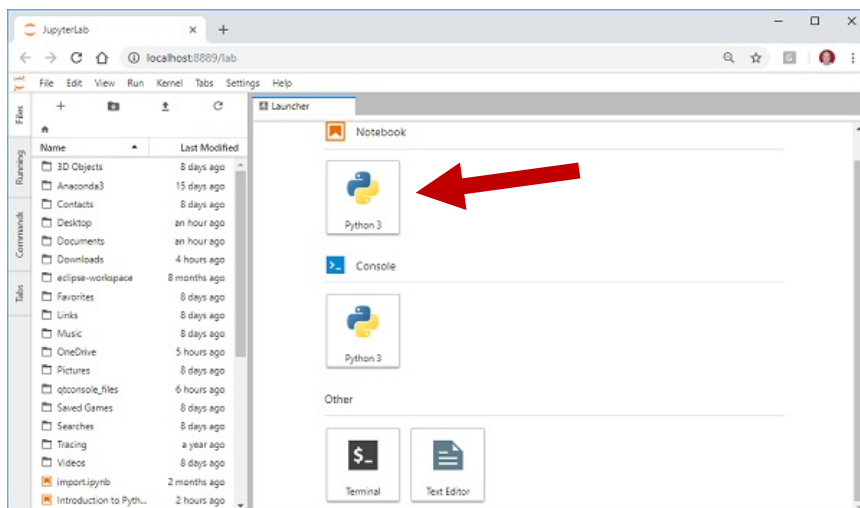 JupyterLab
localhost:8889/lab
File Edit View Run Kernel Tabs Settings Help
Files
Running
Commands
Tabs
Name Last Modified
3D Objects 8 days ago
Anaconda3 15 days ago
Contacts 8 days ago
Desktop an hour ago
Documents an hour ago
Downloads 4 hours ago
eclipse-workspace 8 months ago
Favorites 8 days ago
Links 8 days ago
Music 8 days ago
OneDrive 5 hours ago
Pictures 8 days ago
qtconsole_files 6 hours ago
Saved Games 8 days ago
Searches 8 days ago
Tracing a year ago
Videos 8 days ago
import.ipynb 2 months ago
Introduction to Pyth... 2 hours ago
Launcher
Notebook
Python 3
Console
Python 3
Other
$_
Terminal
Text Editor